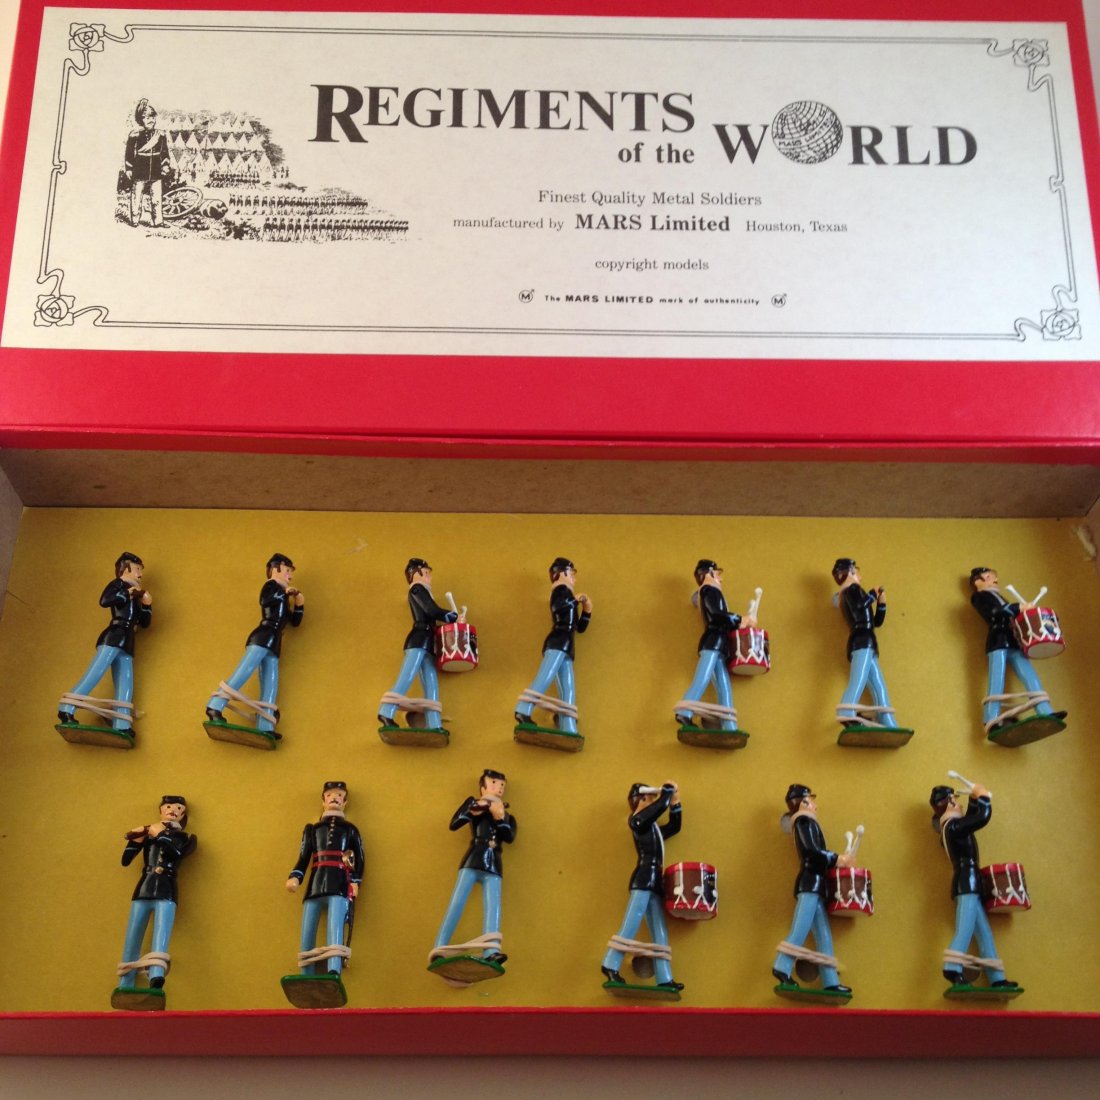 REGIMENTS
of the WORLD
Finest Quality Metal Soldiers
manufactured by MARS Limited Houston, Texas
copyright models
M The MARS LIMITED mark of authenticity M